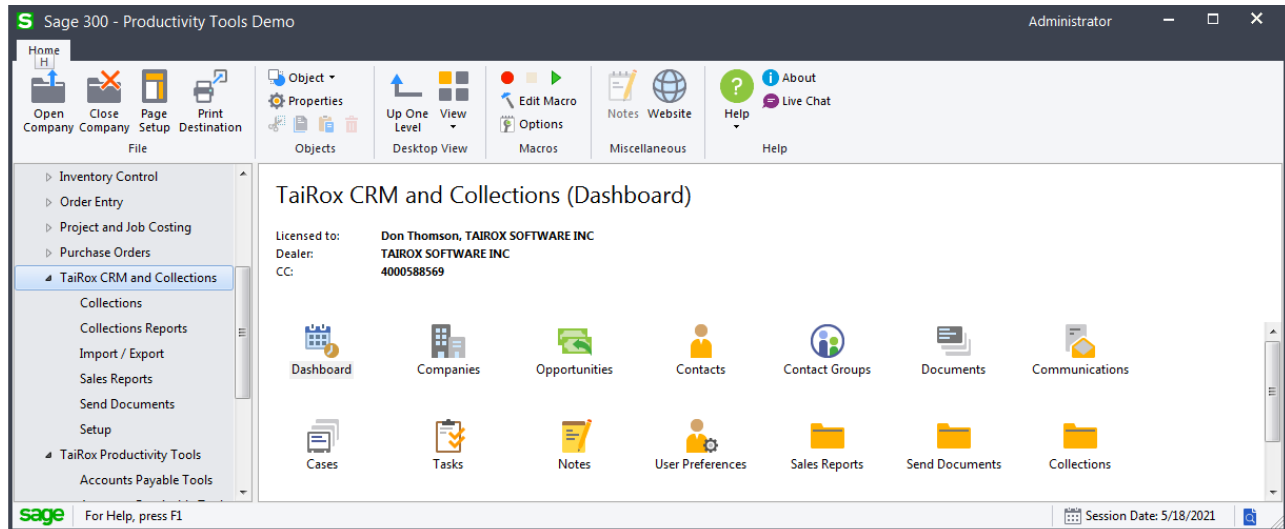 S Sage 300 - Productivity Tools Demo
Administrator
Home
H
Open Company
Close Company
Page Setup
Print Destination
File
Object
Properties
Objects
Up One Level
View
Desktop View
Edit Macro
Options
Macros
Notes
Website
Miscellaneous
Help
About
Live Chat
Help
Inventory Control
Order Entry
Project and Job Costing
Purchase Orders
TaiRox CRM and Collections
Collections
Collections Reports
Import / Export
Sales Reports
Send Documents
Setup
TaiRox Productivity Tools
Accounts Payable Tools
TaiRox CRM and Collections (Dashboard)
Licensed to: Don Thomson, TAIROX SOFTWARE INC
Dealer: TAIROX SOFTWARE INC
CC: 4000588569
Dashboard Companies Opportunities Contacts Contact Groups Documents Communications
Cases Tasks Notes User Preferences Sales Reports Send Documents Collections
sage For Help, press F1
Session Date: 5/18/2021